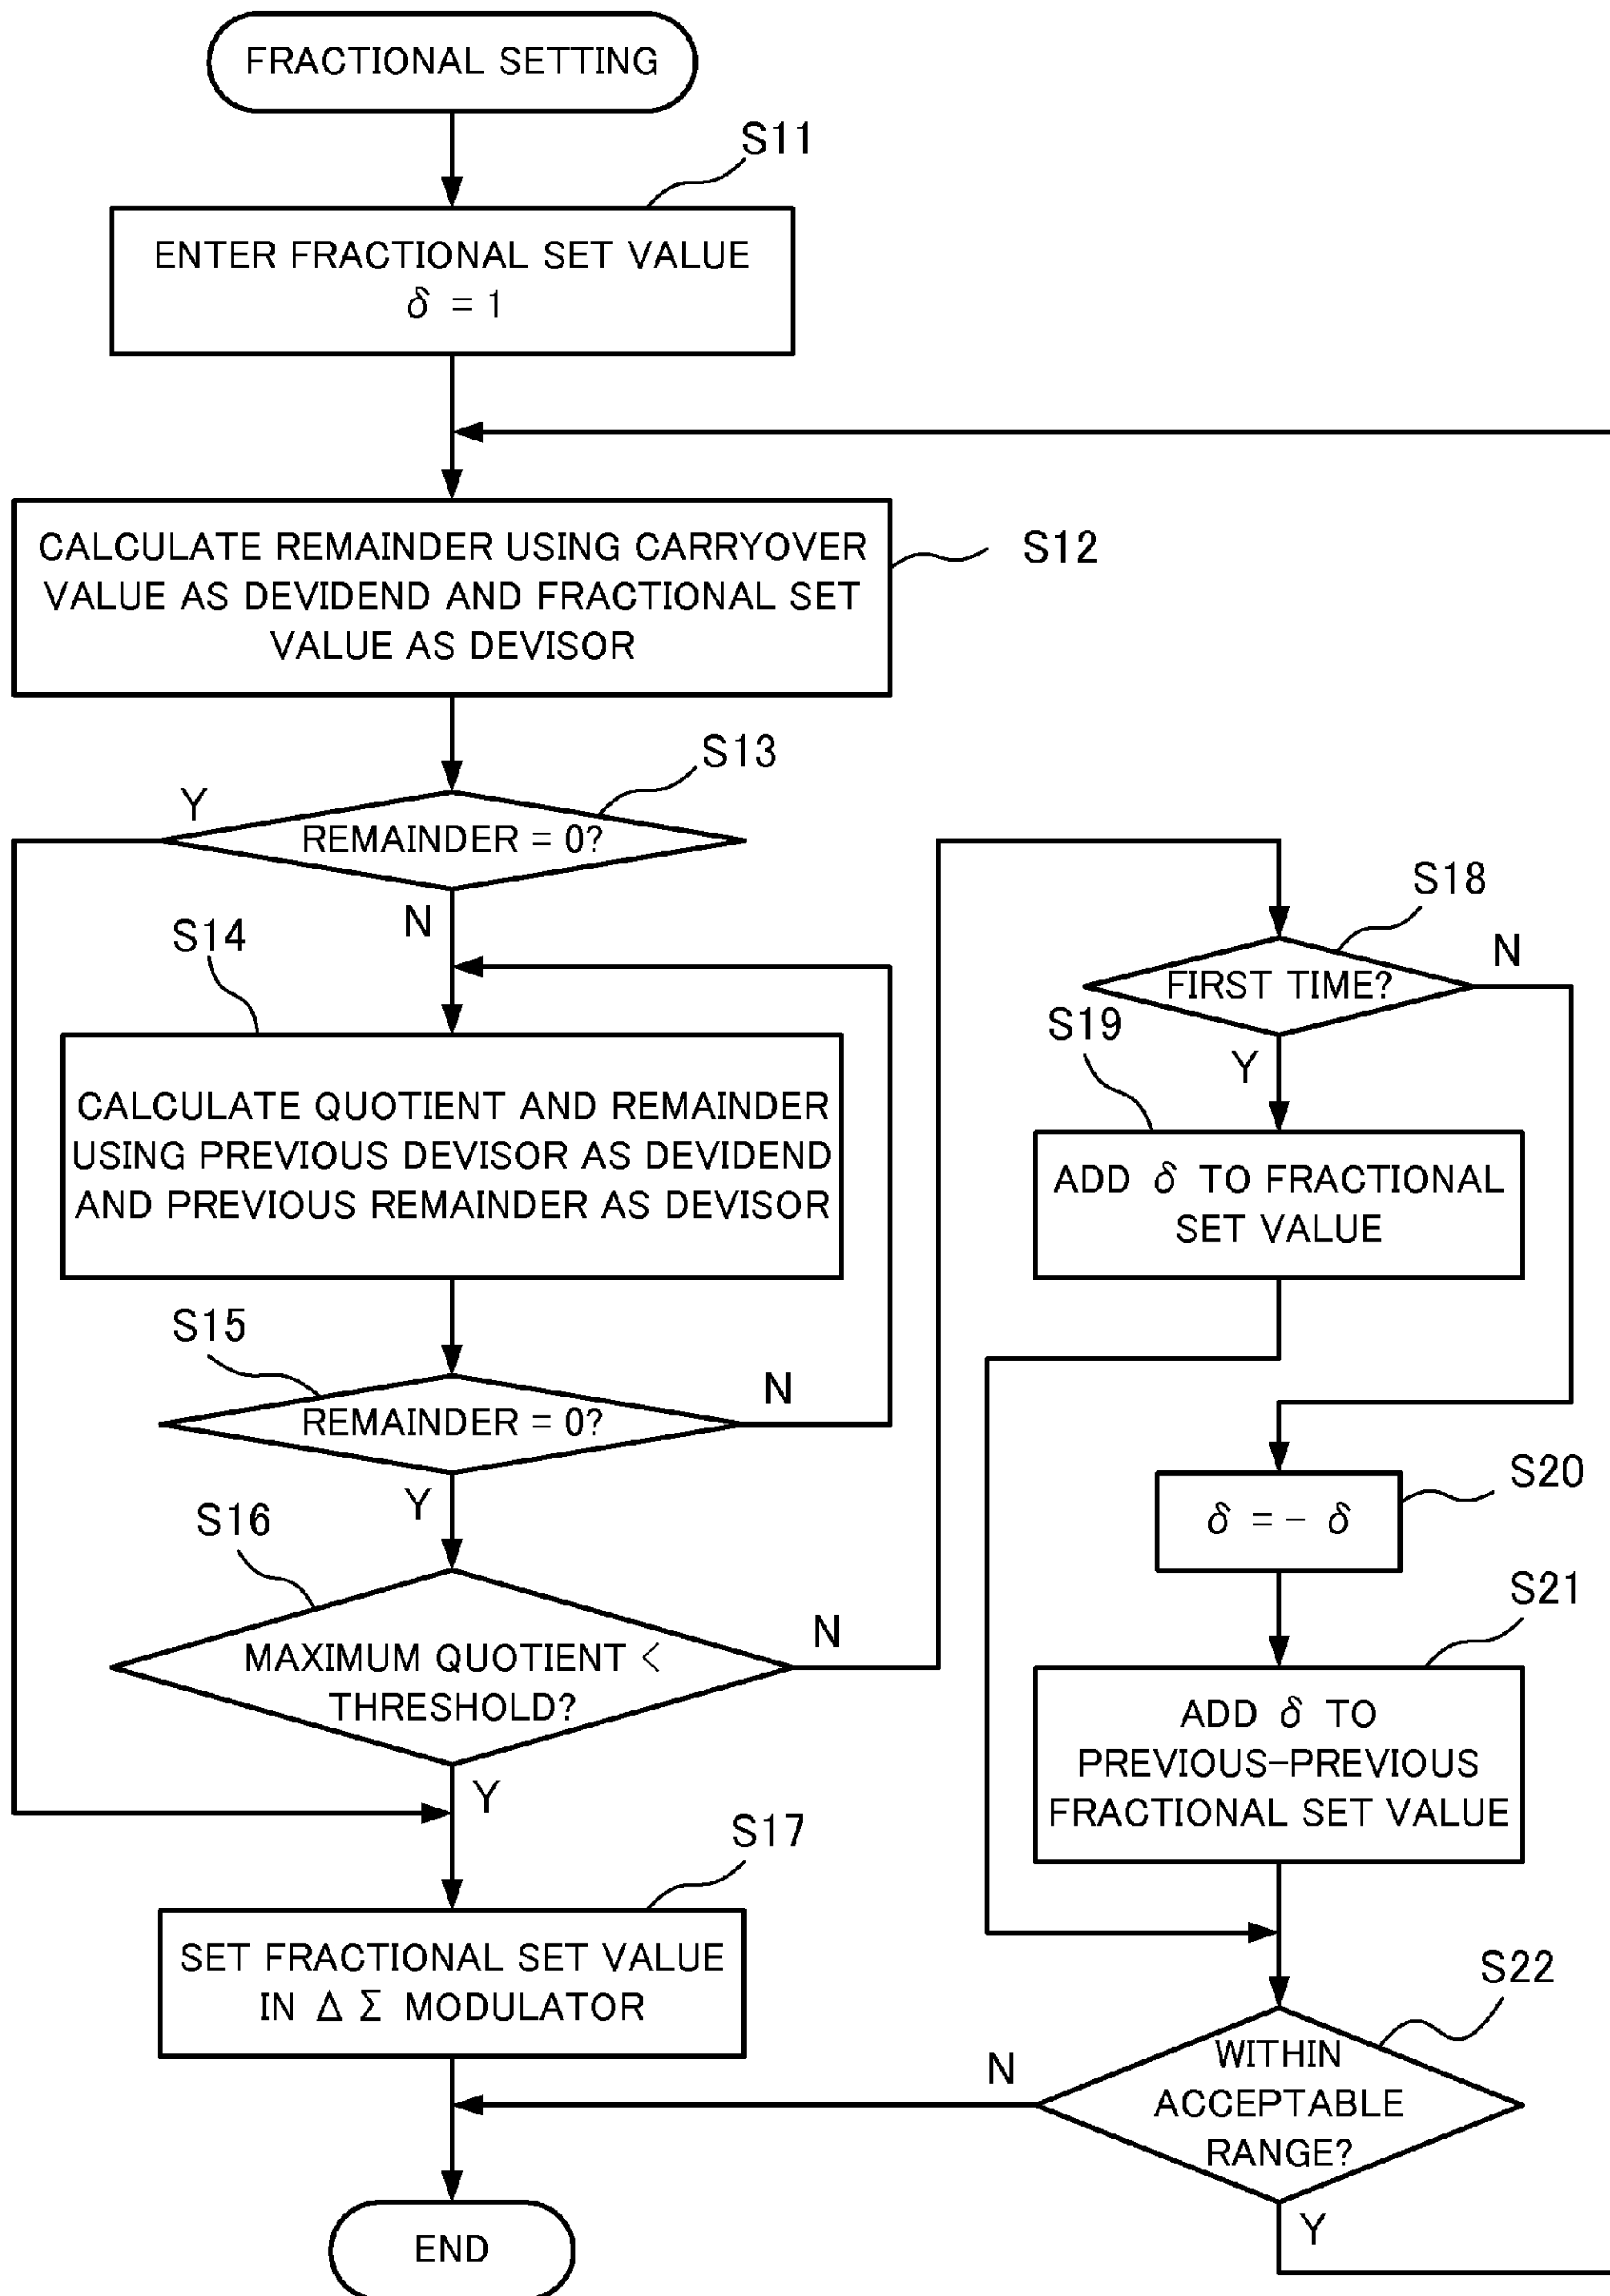 FRACTIONAL SETTING
S11
ENTER FRACTIONAL SET VALUE
δ = 1
CALCULATE REMAINDER USING CARRYOVER
VALUE AS DEVIDEND AND FRACTIONAL SET
VALUE AS DEVISOR
S12
S13
Y
REMAINDER = 0?
N
S14
CALCULATE QUOTIENT AND REMAINDER
USING PREVIOUS DEVISOR AS DEVIDEND
AND PREVIOUS REMAINDER AS DEVISOR
S15
REMAINDER = 0?
N
Y
S16
MAXIMUM QUOTIENT <
THRESHOLD?
N
Y
S17
SET FRACTIONAL SET VALUE
IN Δ Σ MODULATOR
END
S18
FIRST TIME?
N
Y
S19
ADD δ TO FRACTIONAL
SET VALUE
S20
δ = - δ
S21
ADD δ TO
PREVIOUS-PREVIOUS
FRACTIONAL SET VALUE
S22
WITHIN
ACCEPTABLE
RANGE?
N
Y